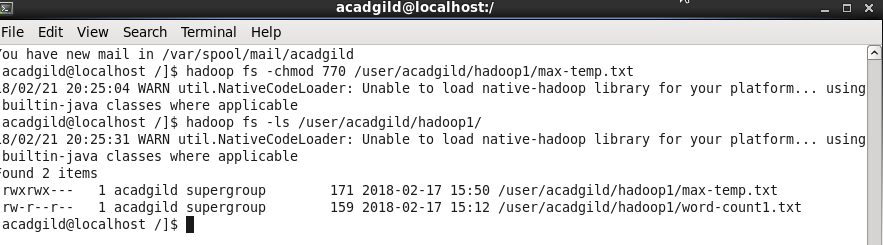 acadgild@localhost:/
File Edit View Search Terminal Help
You have new mail in /var/spool/mail/acadgild
acadgild@localhost /]$ hadoop fs -chmod 770 /user/acadgild/hadoop1/max-temp.txt
8/02/21 20:25:04 WARN util.NativeCodeLoader: Unable to load native-hadoop library for your platform... using
builtin-java classes where applicable
acadgild@localhost /]$ hadoop fs -ls /user/acadgild/hadoop1/
8/02/21 20:25:31 WARN util.NativeCodeLoader: Unable to load native-hadoop library for your platform... using
builtin-java classes where applicable
Found 2 items
rwxrwx--- 1 acadgild supergroup 171 2018-02-17 15:50 /user/acadgild/hadoop1/max-temp.txt
rw-r--r-- 1 acadgild supergroup 159 2018-02-17 15:12 /user/acadgild/hadoop1/word-count1.txt
acadgild@localhost /]$